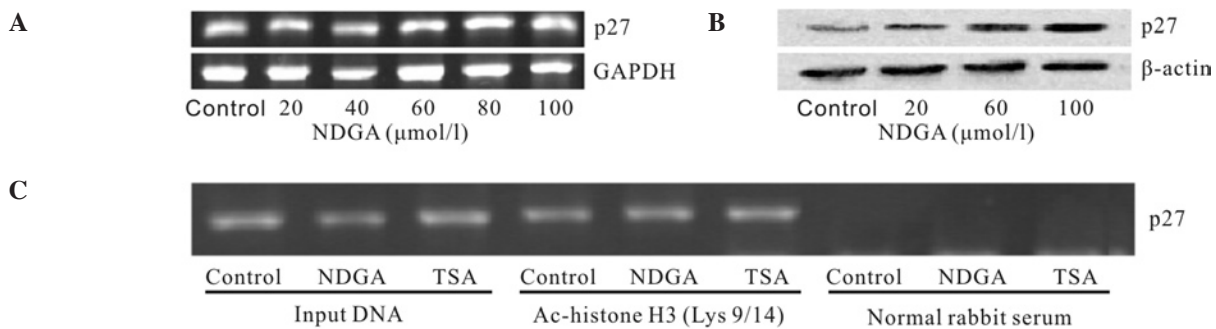 A
p27
GAPDH
Control 20 40 60 80 100
NDGA (μmol/l)
B
p27
β-actin
Control 20 60 100
NDGA (μmol/l)
C
p27
Control NDGA TSA Control NDGA TSA Control NDGA TSA
Input DNA Ac-histone H3 (Lys 9/14) Normal rabbit serum